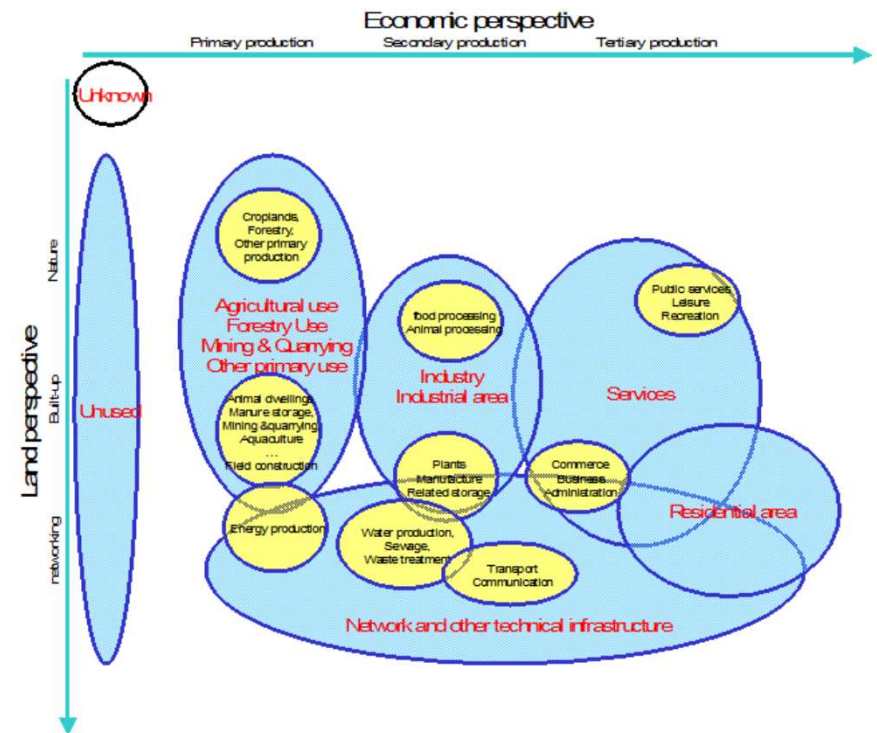 Economic perspective
Primary production
Secondary production
Tertiary production
Unknown
Land perspective
Nature
Built-up
networking
Unused
Croplands,
Forestry,
Other primary
production
Agricultural use
Forestry Use
Mining & Quarrying
Other primary use
Animal dwellings,
Manure storage,
Mining &quarrying
Aquaculture
...
Field construction
Energy production
food processing
Animal processing
Industry
Industrial area
Plants
Manufacture
Related storage
Water production,
Sewage,
Waste treatment
Transport
Communication
Public services
Leisure
Recreation
Services
Commerce
Business
Administration
Residential area
Network and other technical infrastructure